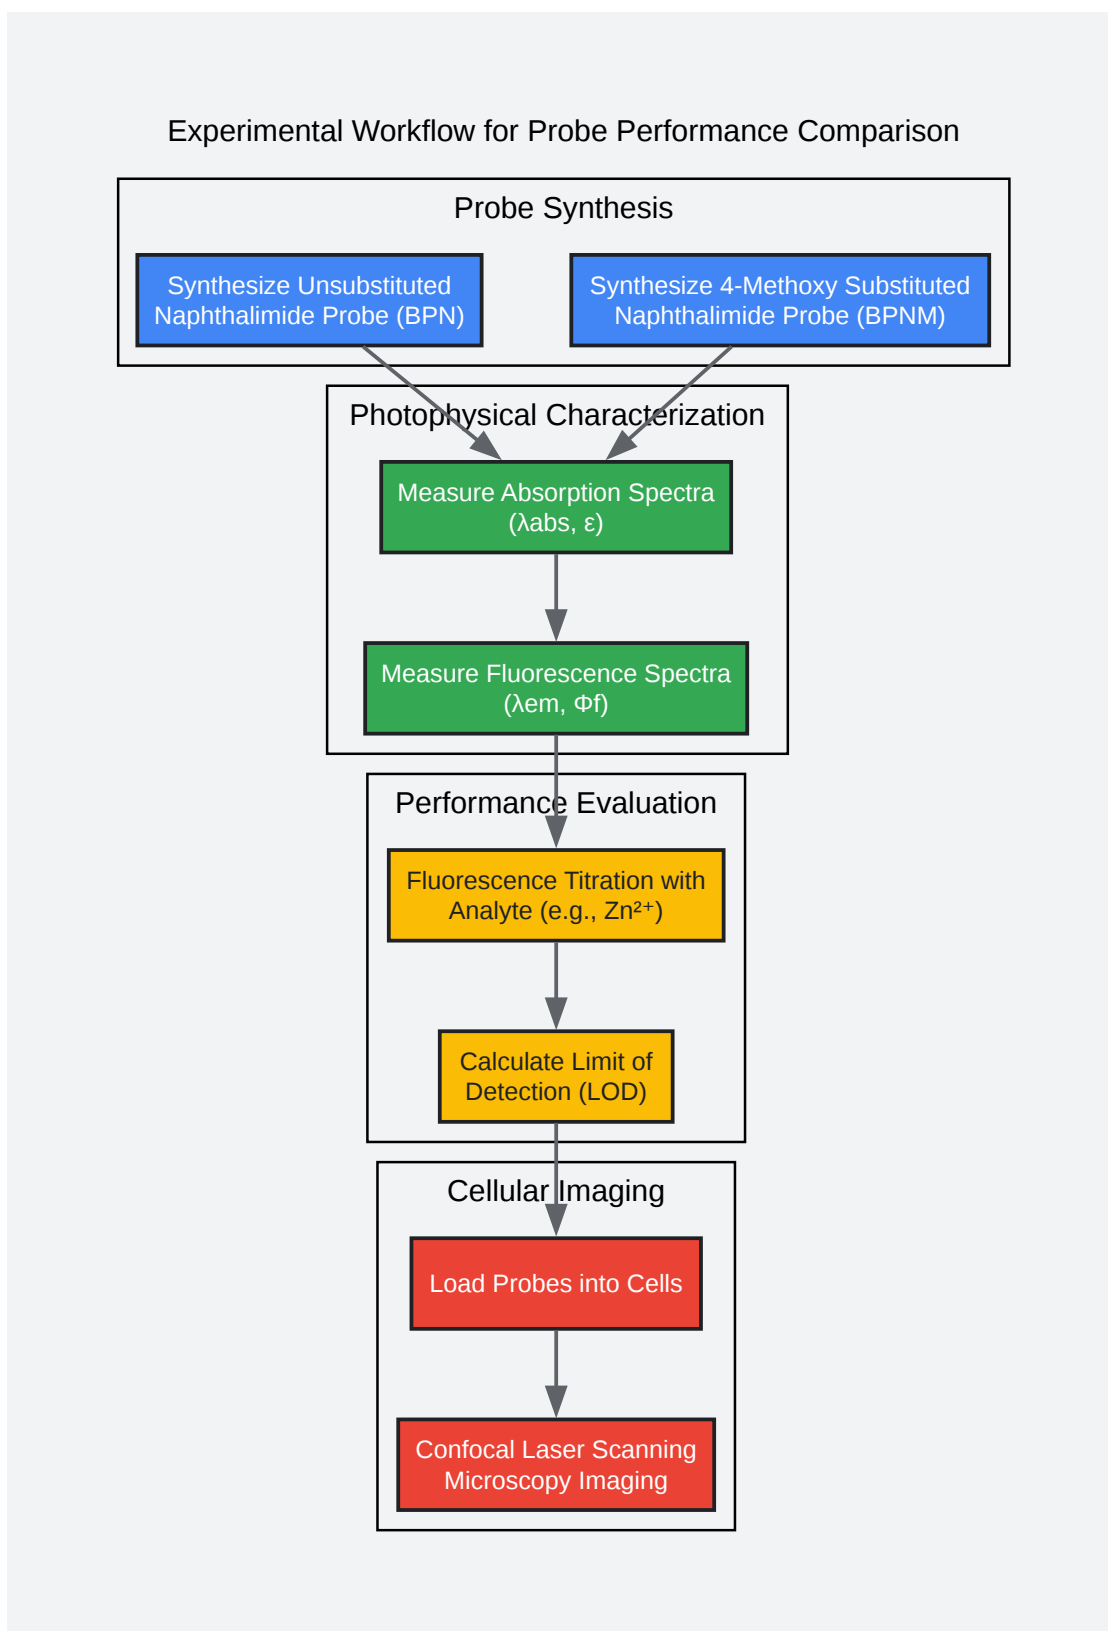 Experimental Workflow for Probe Performance Comparison
Probe Synthesis
Synthesize Unsubstituted
Naphthalimide Probe (BPN)
Synthesize 4-Methoxy Substituted
Naphthalimide Probe (BPNM)
Photophysical Characterization
Measure Absorption Spectra
(λabs, ε)
Measure Fluorescence Spectra
(λem, Φf)
Performance Evaluation
Fluorescence Titration with
Analyte (e.g., Zn²⁺)
Calculate Limit of
Detection (LOD)
Cellular Imaging
Load Probes into Cells
Confocal Laser Scanning
Microscopy Imaging